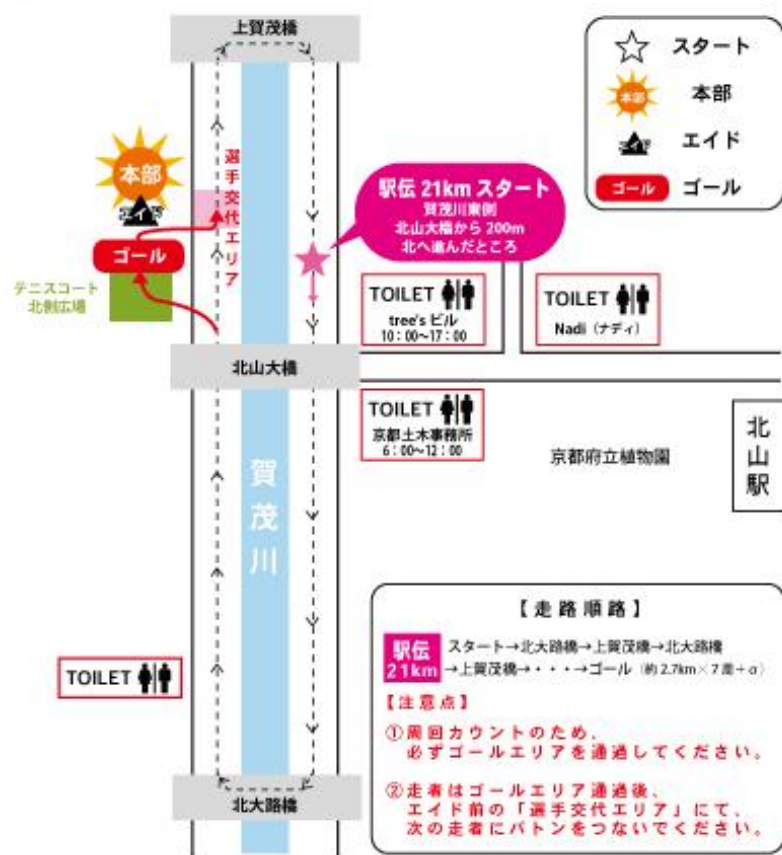 上賀茂橋
スタート
本部
本部
エイド
エイド
ゴール
ゴール
選手交代エリア
本部
エイド
ゴール
テニスコート
北側広場
駅伝 21km スタート
賀茂川東側
北山大橋から 200m
北へ進んだところ
TOILET
tree's ビル
10:00〜17:00
TOILET
Nadi（ナディ）
北山大橋
TOILET
京都土木事務所
6:00〜12:00
京都府立植物園
北山駅
賀茂川
TOILET
北大路橋
【走路順路】
駅伝
21km
スタート→北大路橋→上賀茂橋→北大路橋
→上賀茂橋→・・・→ゴール（約 2.7km×7周+α）
【注意点】
①周回カウントのため、
必ずゴールエリアを通過してください。
②走者はゴールエリア通過後、
エイド前の「選手交代エリア」にて、
次の走者にバトンをつないでください。